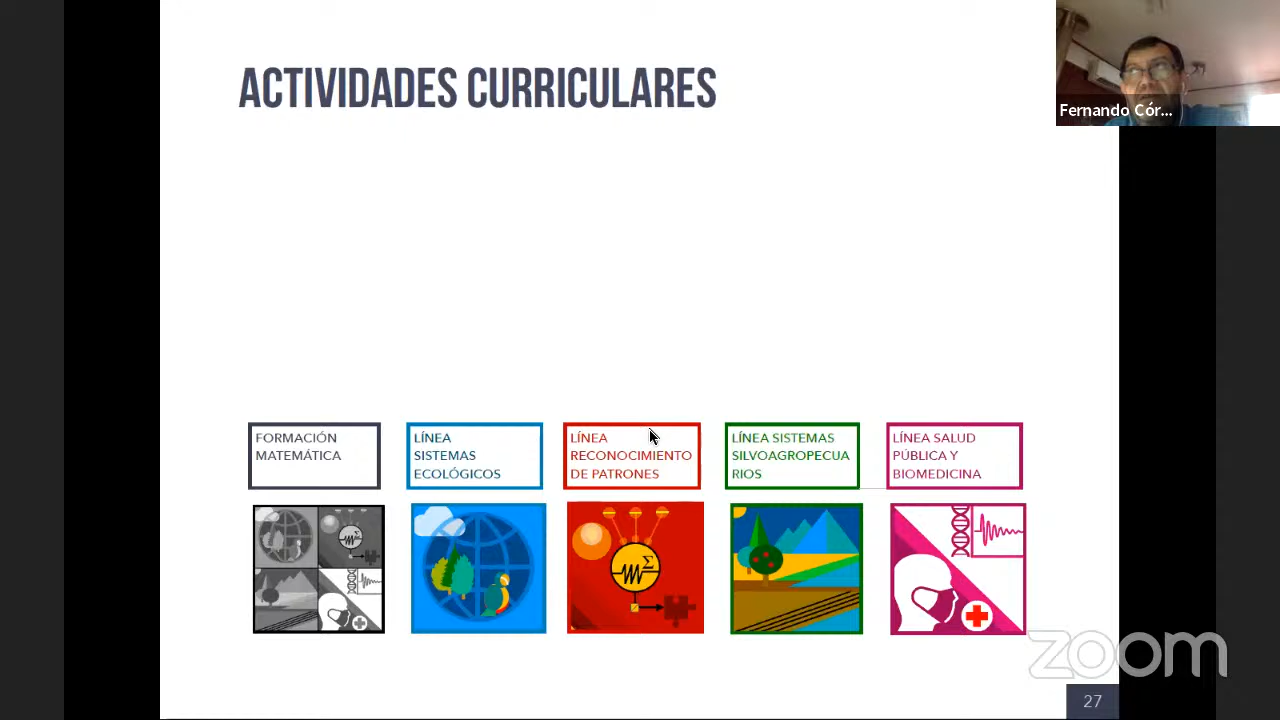 ACTIVIDADES CURRICULARES
Fernando Cór...
FORMACIÓN
MATEMÁTICA
LÍNEA
SISTEMAS
ECOLÓGICOS
LÍNEA
RECONOCIMIENTO
DE PATRONES
LÍNEA SISTEMAS
SILVOAGROPECUA
RIOS
LÍNEA SALUD
PÚBLICA Y
BIOMEDICINA
Σ
zoom
27